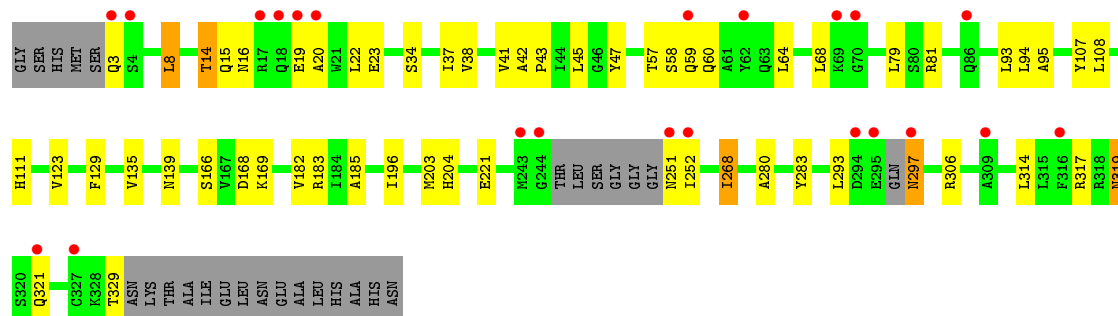 GLY SER HIS MET SER Q3 S4 L8 T14 Q15 N16 R17 Q18 E19 A20 W21 L22 E23 S34 I37 V38 V41 A42 P43 I44 L45 G46 Y47 T57 S58 Q59 Q60 A61 Y62 Q63 L64 L68 K69 G70 L79 S80 R81 Q86 L93 L94 A95 Y107 L108
H111 V123 F129 V135 N139 S166 V167 D168 K169 V182 R183 I184 A185 I196 M203 H204 E221 M243 G244 THR LEU SER GLY GLY GLY N251 I252 I268 A280 Y283 L293 D294 E295 GLN N297 R306 A309 L314 L315 F316 R317 R318 N319
S320 Q321 C327 K328 T329 ASN LYS THR ALA ILE GLU LEU ASN GLU ALA LEU HIS ALA HIS ASN